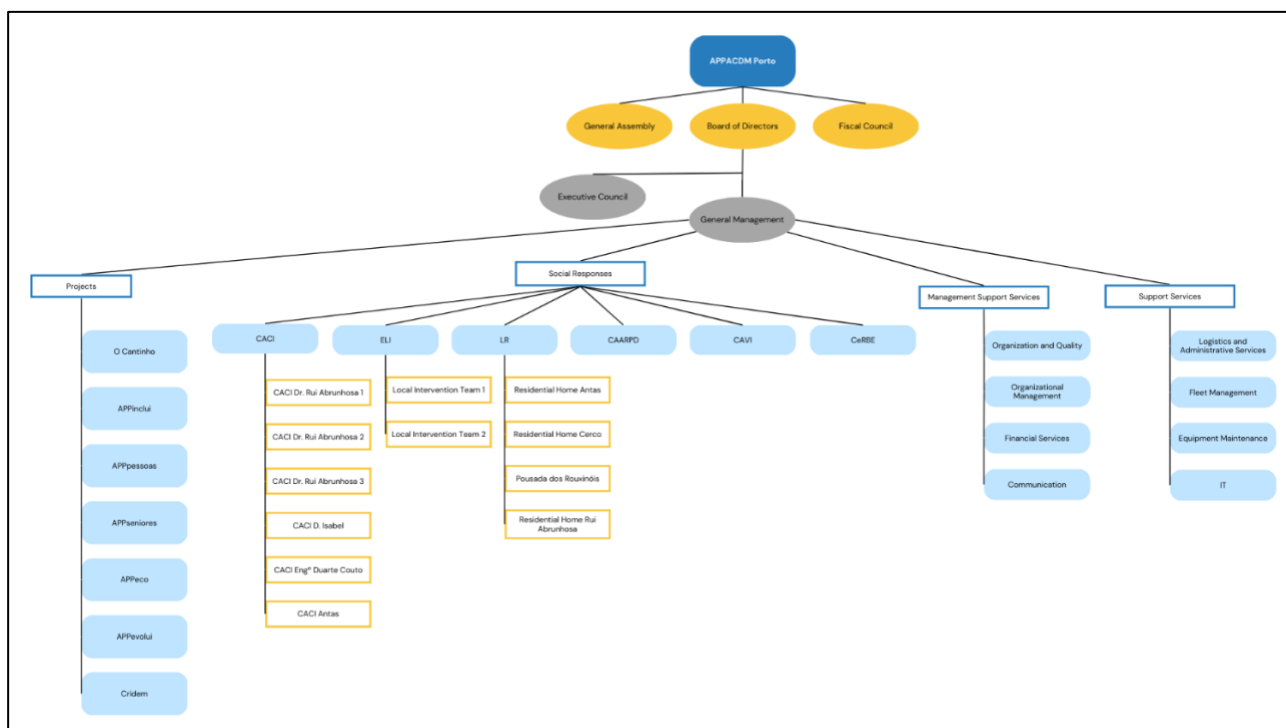 APPACDM Porto
General Assembly
Board of Directors
Fiscal Council
Executive Council
General Management
Projects
Social Responses
Management Support Services
Support Services
O Cantinho
APPinclui
APPpessoas
APPseniores
APPeco
APPevolui
Cridem
CACI
ELI
LR
CAARPD
CAVI
CeRBE
CACI Dr. Rui Abrunhosa 1
CACI Dr. Rui Abrunhosa 2
CACI Dr. Rui Abrunhosa 3
CACI D. Isabel
CACI Engº Duarte Couto
CACI Antas
Local Intervention Team 1
Local Intervention Team 2
Residential Home Antas
Residential Home Cerco
Pousada dos Rouxinóis
Residential Home Rui
Abrunhosa
Organization and Quality
Organizational
Management
Financial Services
Communication
Logistics and
Administrative Services
Fleet Management
Equipment Maintenance
IT